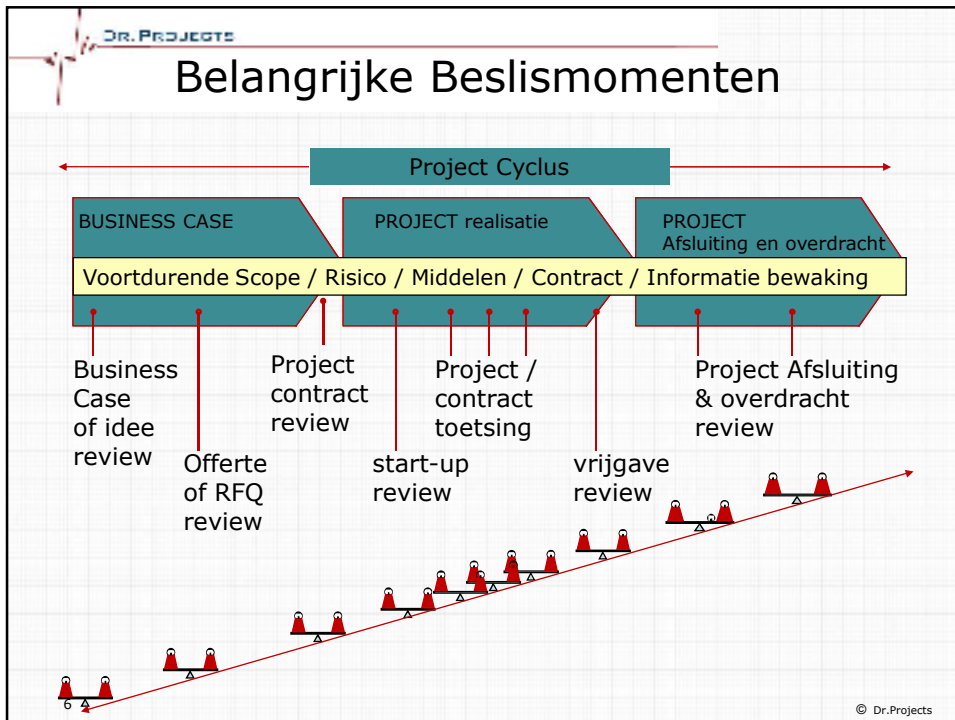 DR. PROJECTS
Belangrijke Beslismomenten
Project Cyclus
BUSINESS CASE
PROJECT realisatie
PROJECT
Afsluiting en overdracht
Voortdurende Scope / Risico / Middelen / Contract / Informatie bewaking
Business
Case
of idee
review
Offerte
of RFQ
review
Project
contract
review
start-up
review
Project /
contract
toetsing
vrijgave
review
Project Afsluiting
& overdracht
review
6
© Dr.Projects